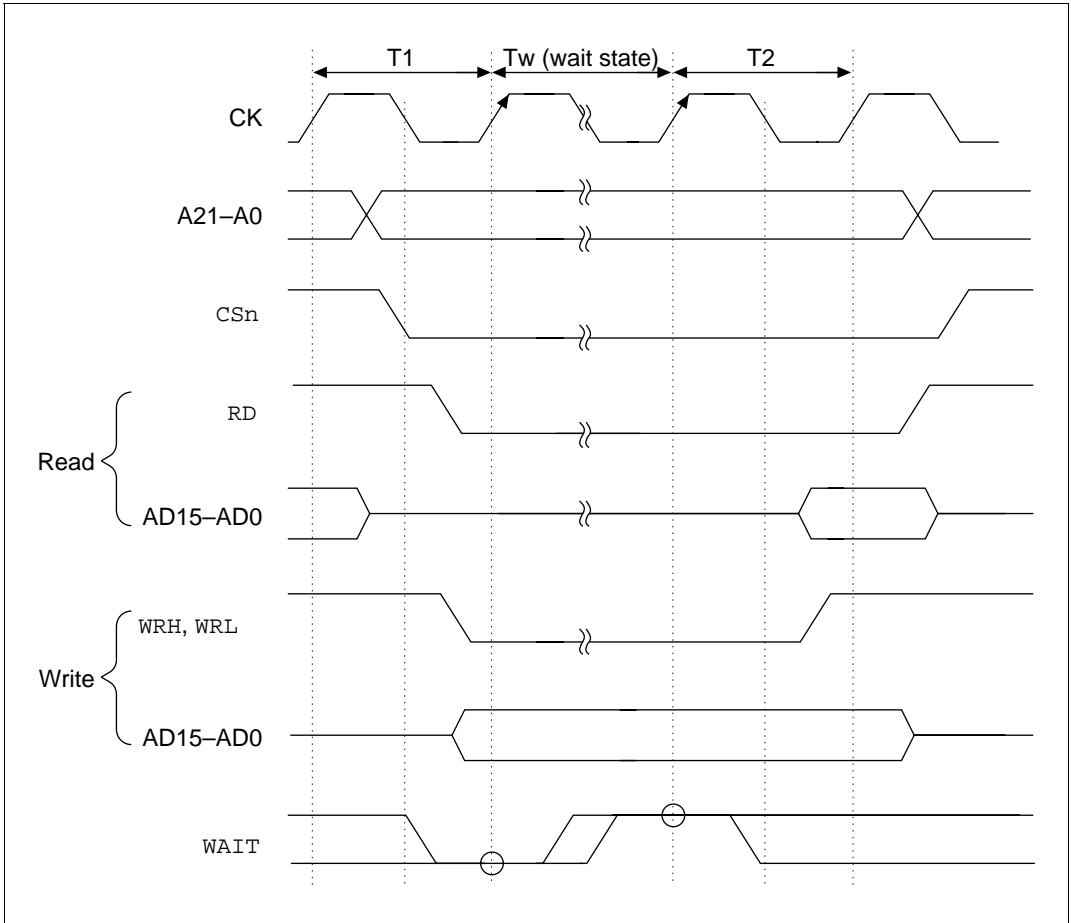 T1 Tw (wait state) T2
CK
A21–A0
CSn
RD
Read
AD15–AD0
WRH, WRL
Write
AD15–AD0
WAIT